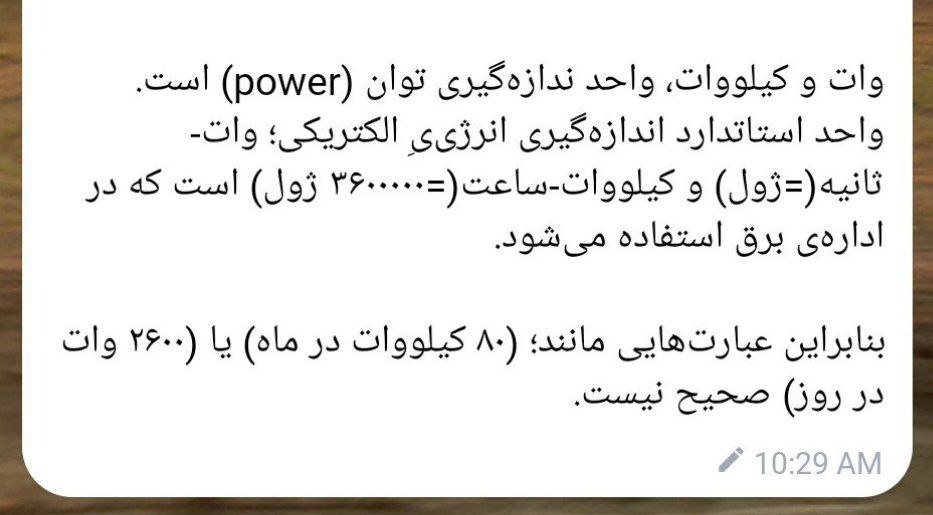 وات و کیلووات، واحد ندازه‌گیری توان (power) است.
واحد استاتدارد اندازه‌گیری انرژی‌یِ الکتریکی؛ وات-
ثانیه(=ژول) و کیلووات-ساعت(=۳۶۰۰۰۰۰ ژول) است که در
اداره‌ی برق استفاده می‌شود.
بنابراین عبارت‌هایی مانند؛ (۸۰ کیلووات در ماه) یا (۲۶۰۰ وات
در روز) صحیح نیست.
10:29 AM